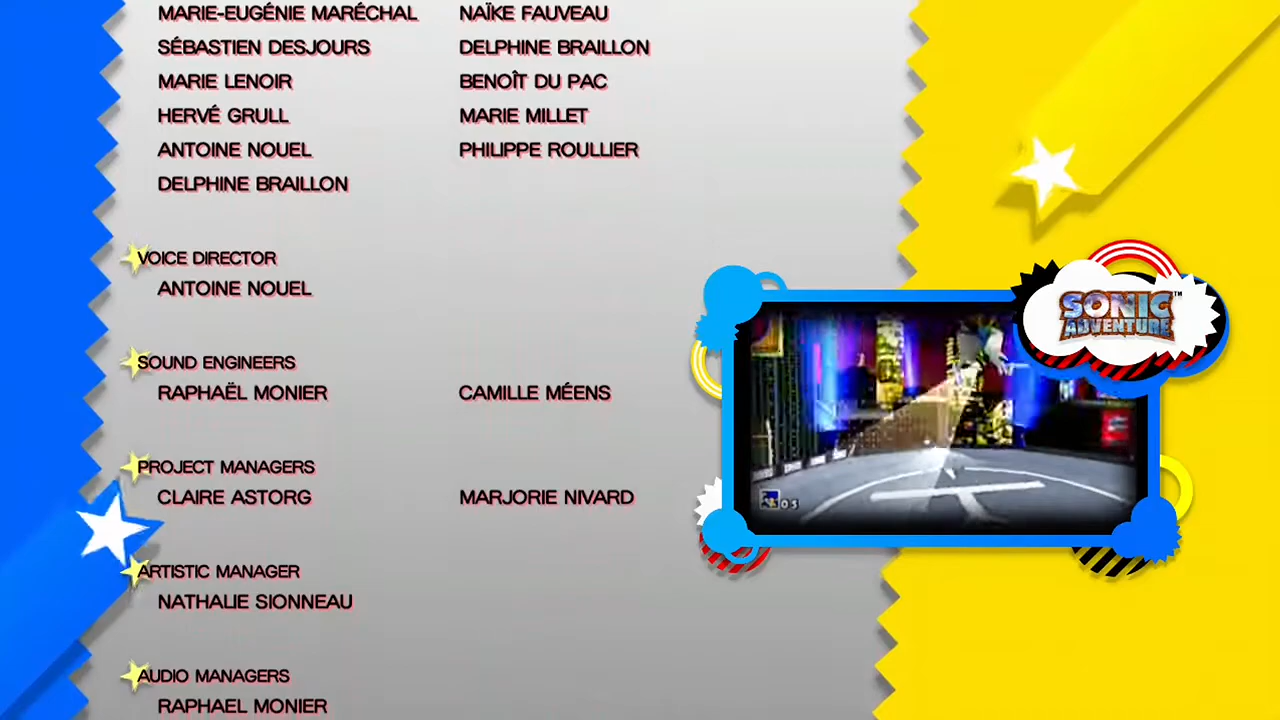 MARIE-EUGÉNIE MARÉCHAL NAÏKE FAUVEAU
SÉBASTIEN DESJOURS DELPHINE BRAILLON
MARIE LENOIR BENOÎT DU PAC
HERVÉ GRULL MARIE MILLET
ANTOINE NOUEL PHILIPPE ROULLIER
DELPHINE BRAILLON
VOICE DIRECTOR
ANTOINE NOUEL
SOUND ENGINEERS
RAPHAËL MONIER CAMILLE MÉENS
PROJECT MANAGERS
CLAIRE ASTORG MARJORIE NIVARD
ARTISTIC MANAGER
NATHALIE SIONNEAU
AUDIO MANAGERS
RAPHAEL MONIER
SONIC
ADVENTURE™
05